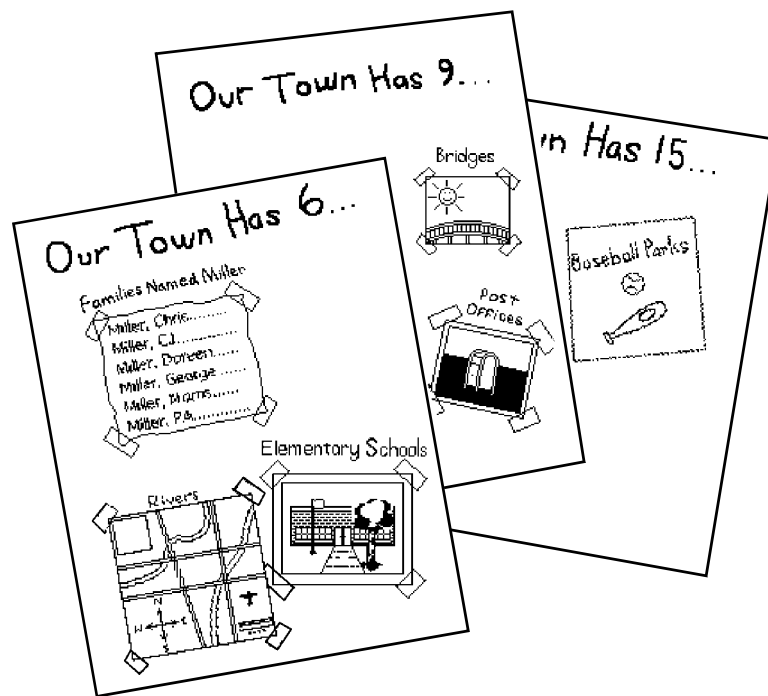 Our Town Has 9...
wn Has 15...
Bridges
Our Town Has 6...
Baseball Parks
Families Named Miller
Post
Offices
Miller, Chris.........
Miller, CJ..............
Miller, Doreen......
Miller, George ......
Miller, Morris.......
Miller, P.A.............
Elementary Schools
Rivers
N
W E
S